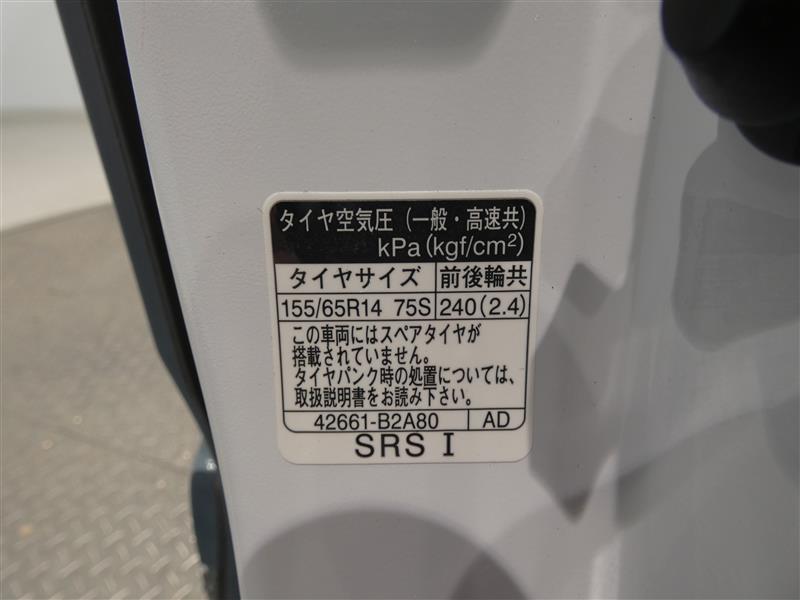 タイヤ空気圧（一般・高速共）
kPa(kgf/cm²)
タイヤサイズ 前後輪共
155/65R14 75S 240(2.4)
この車両にはスペアタイヤが
搭載されていません。
タイヤパンク時の処置については、
取扱説明書をお読み下さい。
42661-B2A80 AD
SRS I